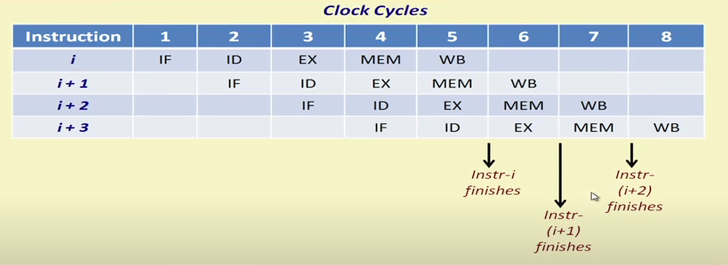 Clock Cycles
Instruction 1 2 3 4 5 6 7 8
i IF ID EX MEM WB
i + 1 IF ID EX MEM WB
i + 2 IF ID EX MEM WB
i + 3 IF ID EX MEM WB
Instr-i
finishes
Instr-
(i+1)
finishes
Instr-
(i+2)
finishes